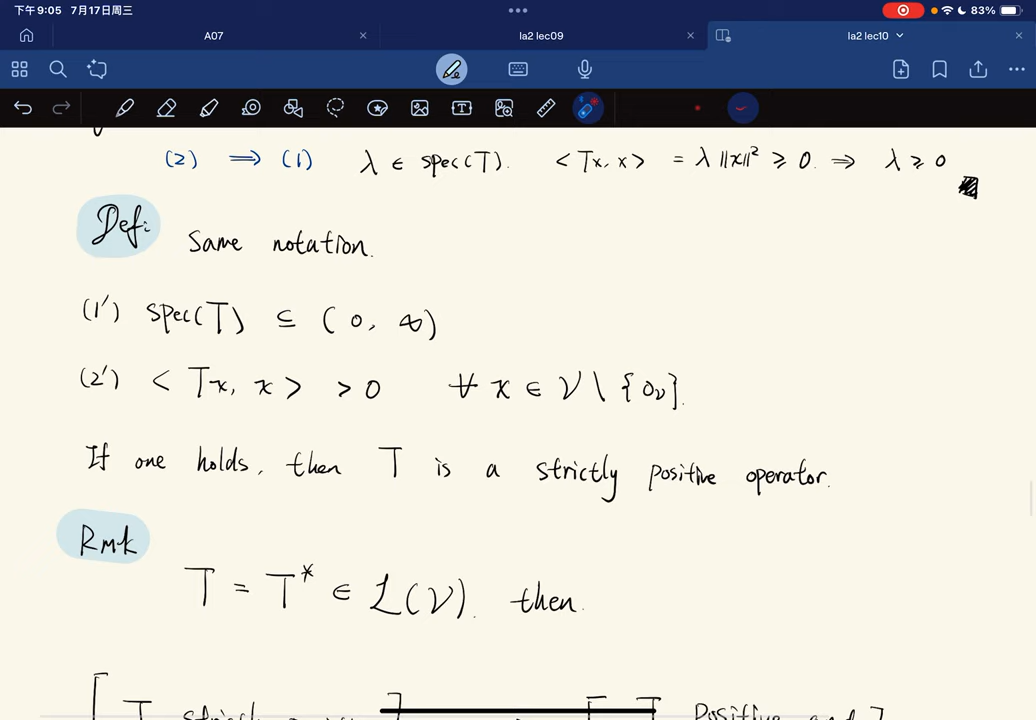 下午9:05 7月17日周三
83%
A07
la2 lec09
la2 lec10
(2) ⟹ (1) λ ∈ spec(T). <Tx, x> = λ‖x‖² ≥ 0. ⟹ λ ≥ 0
Def: Same notation.
(1') spec(T) ⊆ (0, ∞)
(2') <Tx, x> > 0 ∀ x ∈ V \ {0_V}.
If one holds, then T is a strictly positive operator.
Rmk
T = T* ∈ L(V). then.
[ T ] [ T Positive and ]